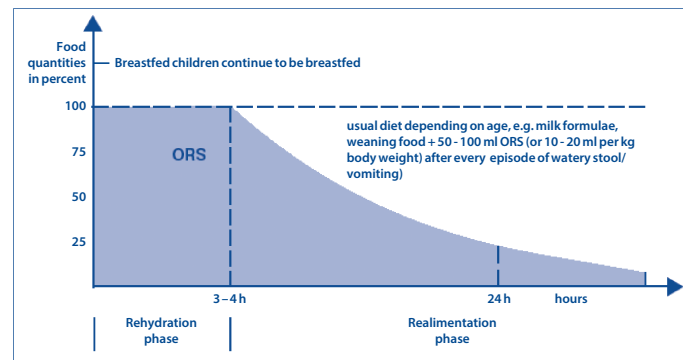 Food
quantities
in percent
Breastfed children continue to be breastfed
100
usual diet depending on age, e.g. milk formulae,
weaning food + 50 - 100 ml ORS (or 10 - 20 ml per kg
body weight) after every episode of watery stool/
vomiting)
75
ORS
50
25
3 – 4 h
24 h
hours
Rehydration
phase
Realimentation
phase